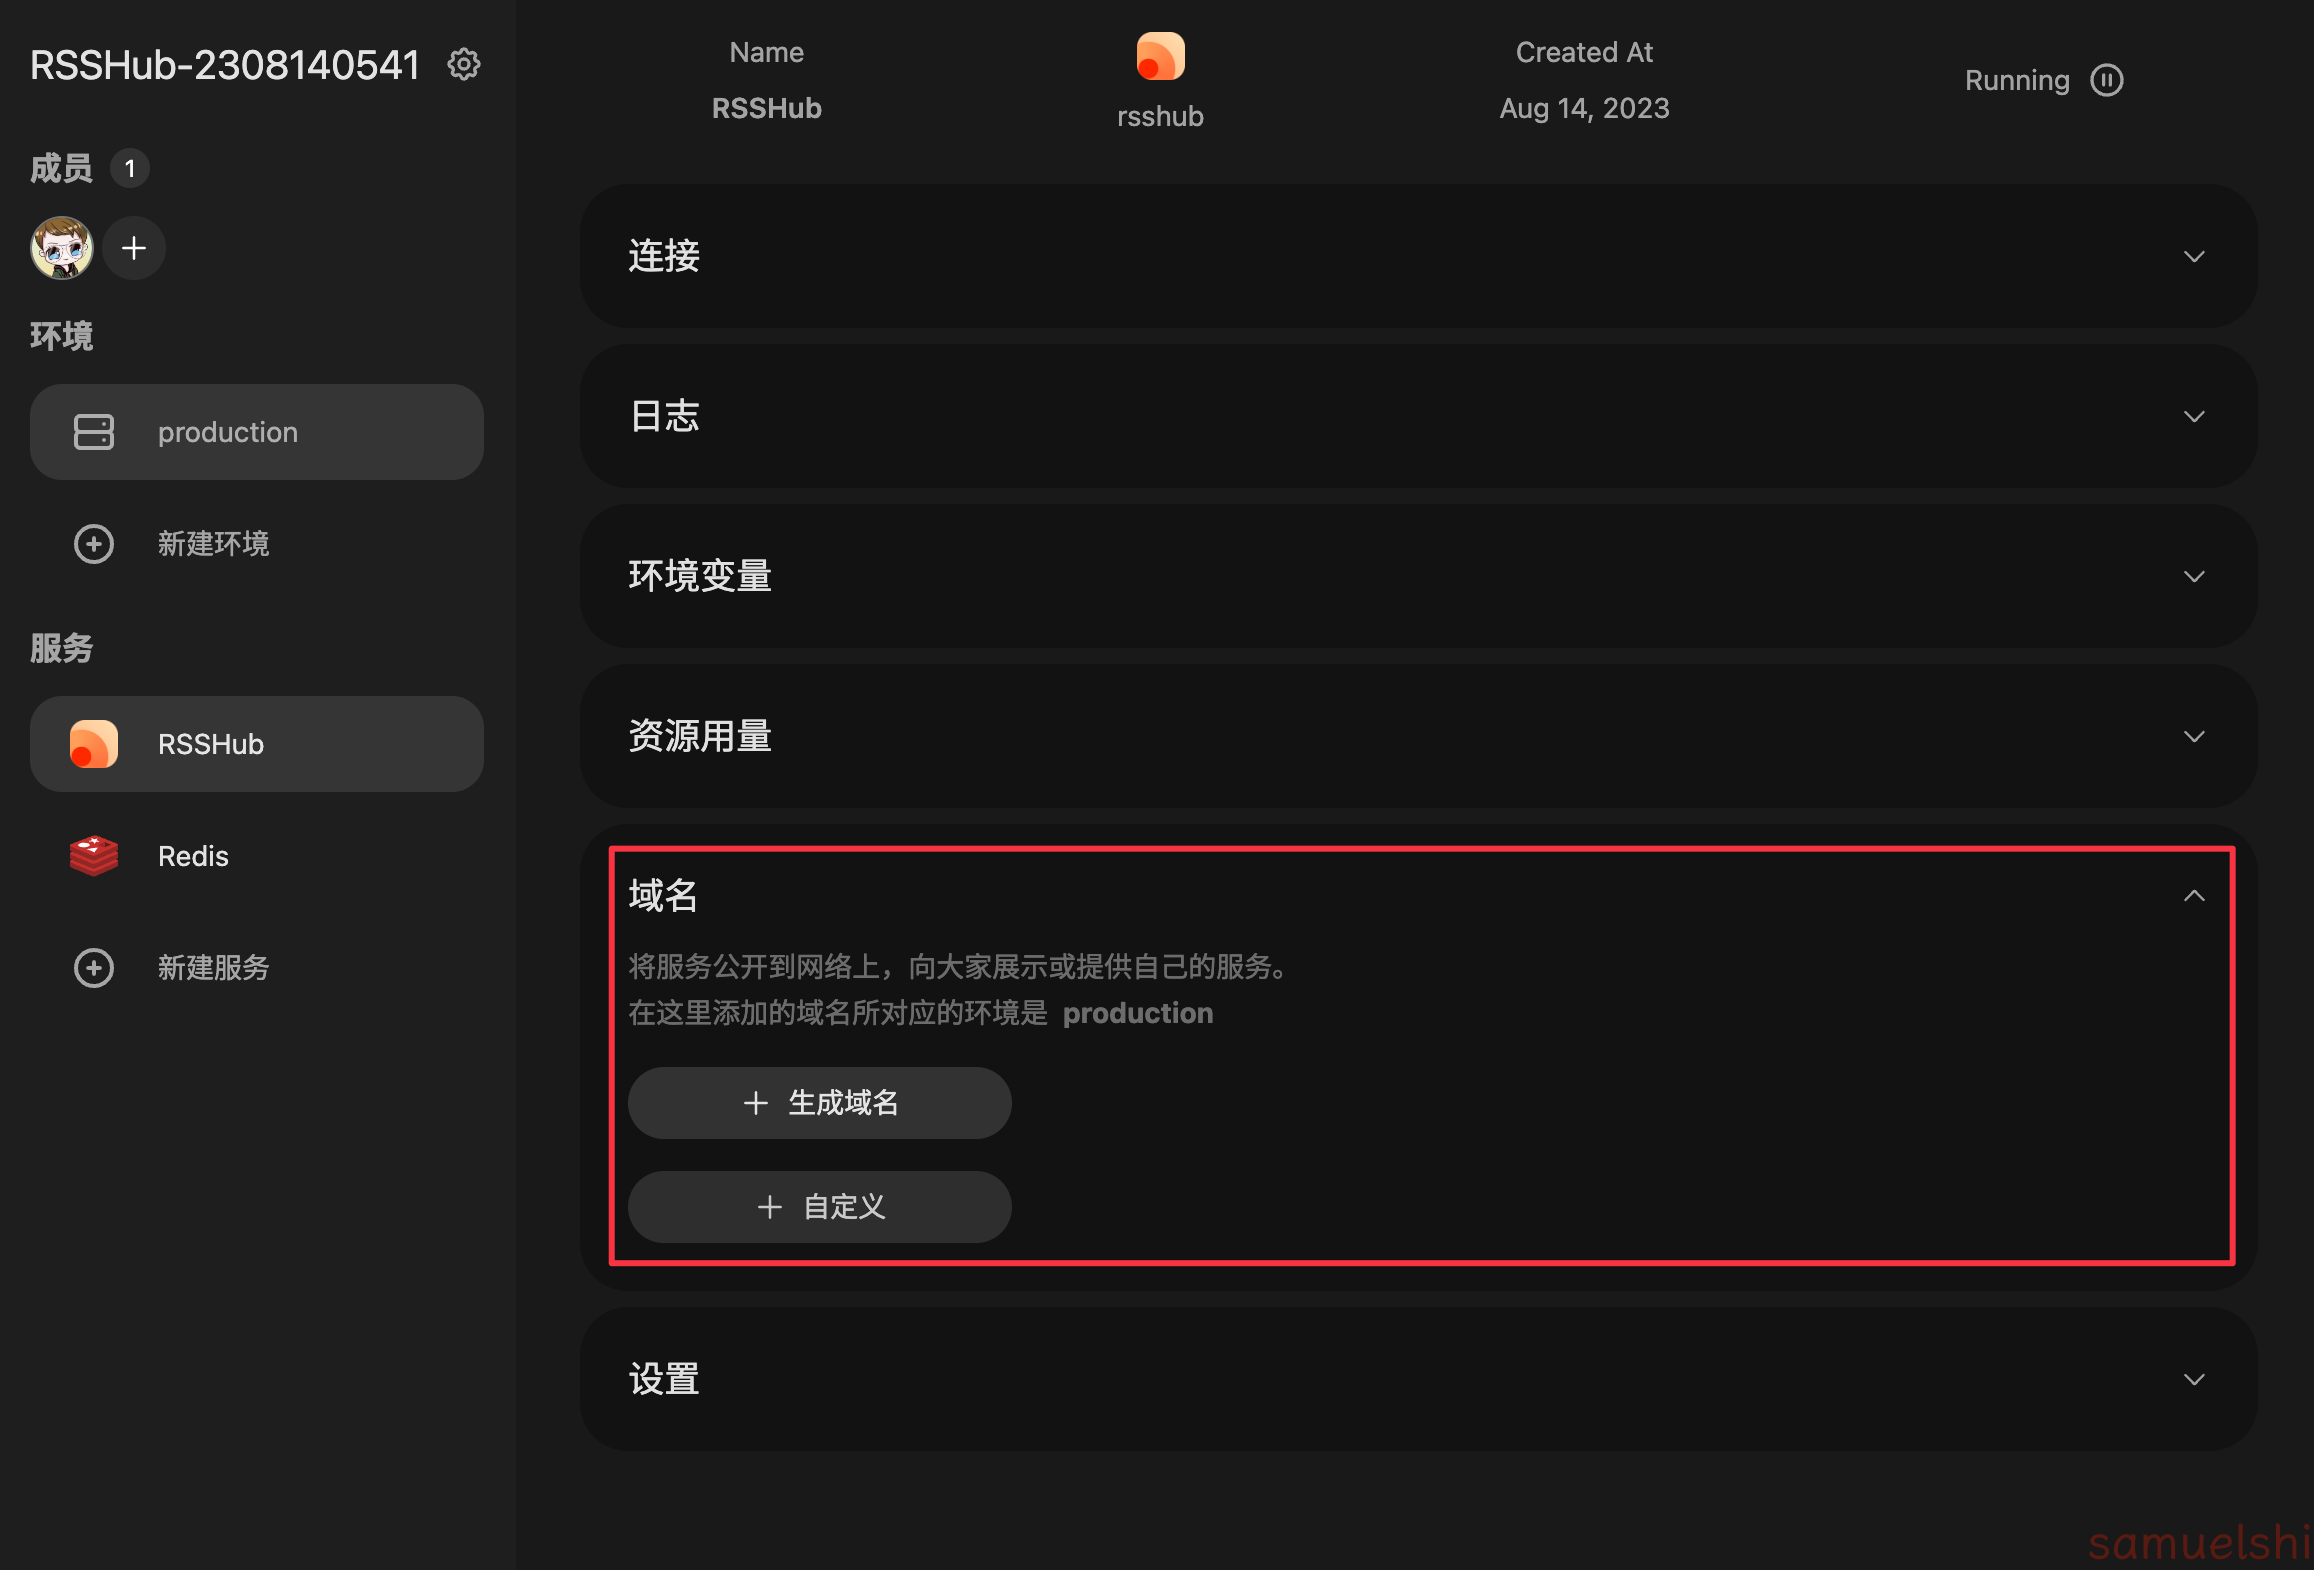 RSSHub-2308140541
成员 1
环境
production
新建环境
服务
RSSHub
Redis
新建服务
Name
RSSHub
rsshub
Created At
Aug 14, 2023
Running
连接
日志
环境变量
资源用量
域名
将服务公开到网络上，向大家展示或提供自己的服务。
在这里添加的域名所对应的环境是 production
生成域名
自定义
设置
samuelshi